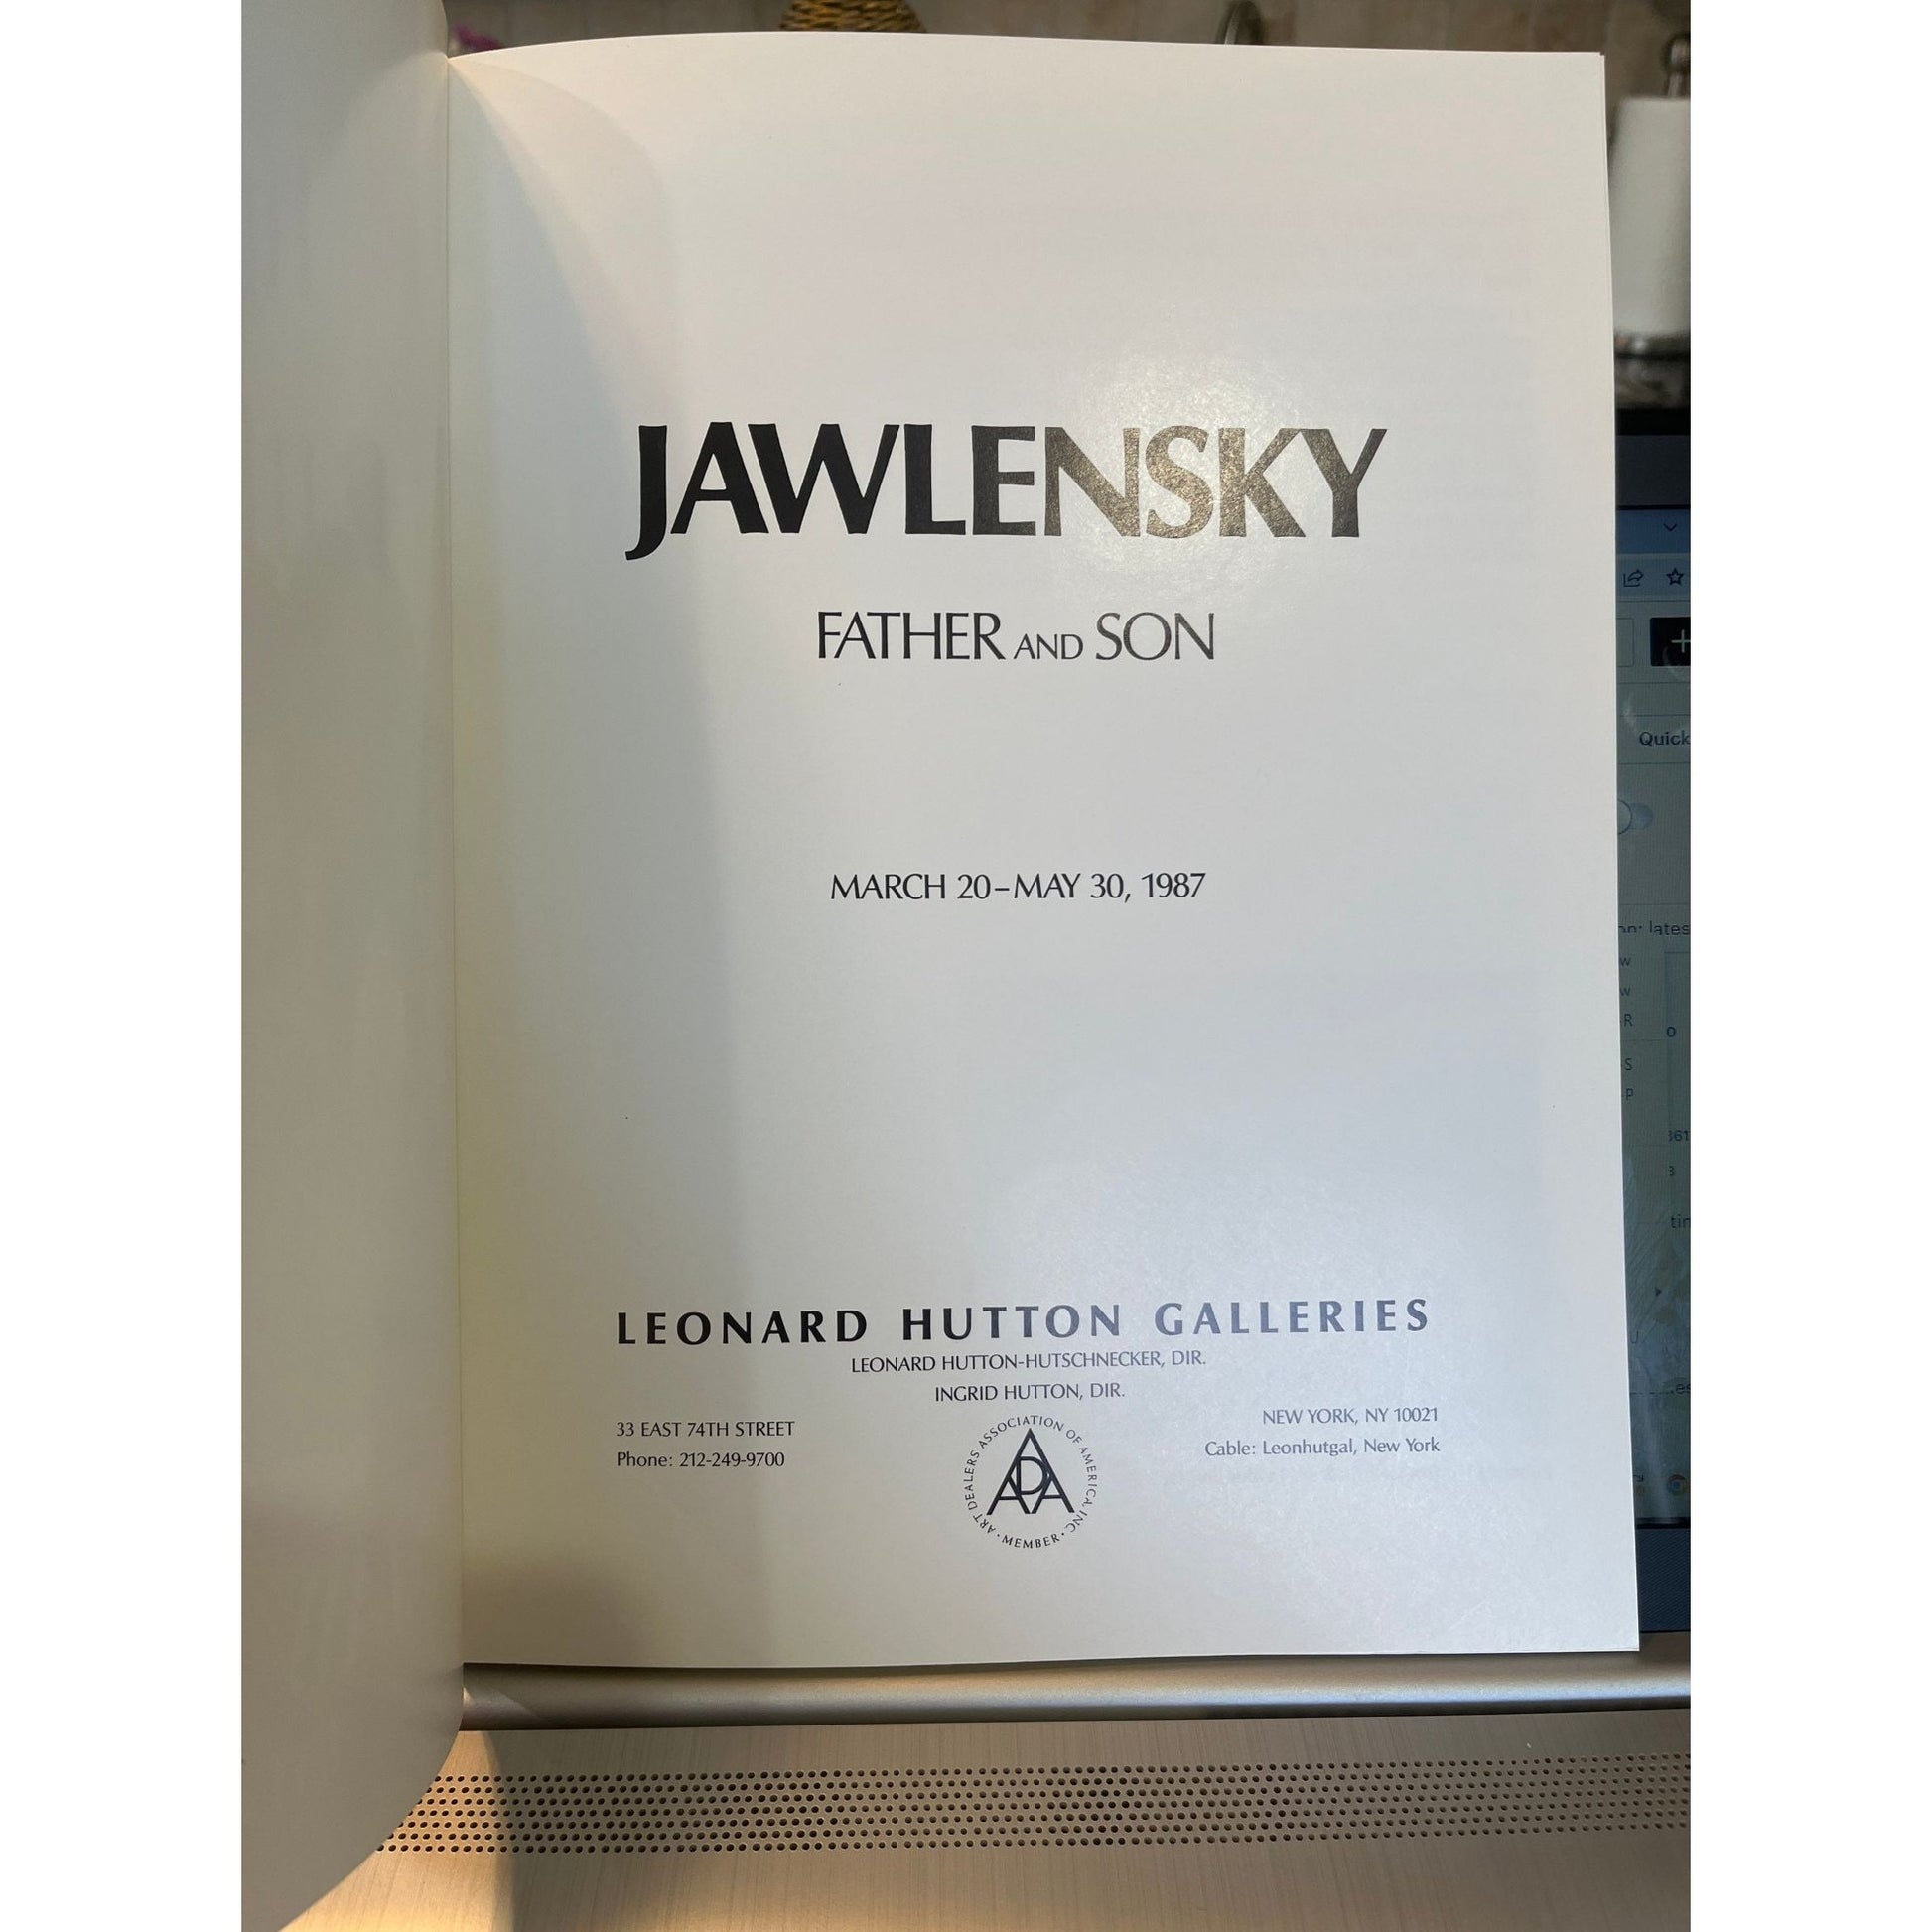 JAWLENSKY
FATHER AND SON
MARCH 20–MAY 30, 1987
LEONARD HUTTON GALLERIES
LEONARD HUTTON-HUTSCHNECKER, DIR.
INGRID HUTTON, DIR.
33 EAST 74TH STREET
Phone: 212-249-9700
NEW YORK, NY 10021
Cable: Leonhutgal, New York
ART DEALERS ASSOCIATION OF AMERICA, INC.
ADA
• MEMBER •
Quick